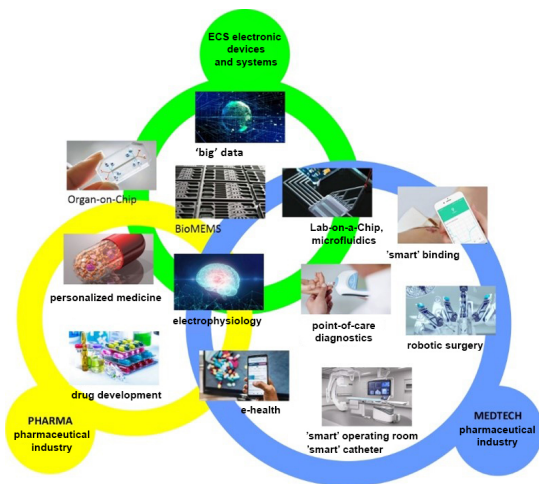 ECS electronic
devices
and systems
'big' data
Organ-on-Chip
BioMEMS
Lab-on-a-Chip,
microfluidics
'smart' binding
personalized medicine
electrophysiology
point-of-care
diagnostics
robotic surgery
drug development
e-health
PHARMA
pharmaceutical
industry
'smart' operating room
'smart' catheter
MEDTECH
pharmaceutical
industry